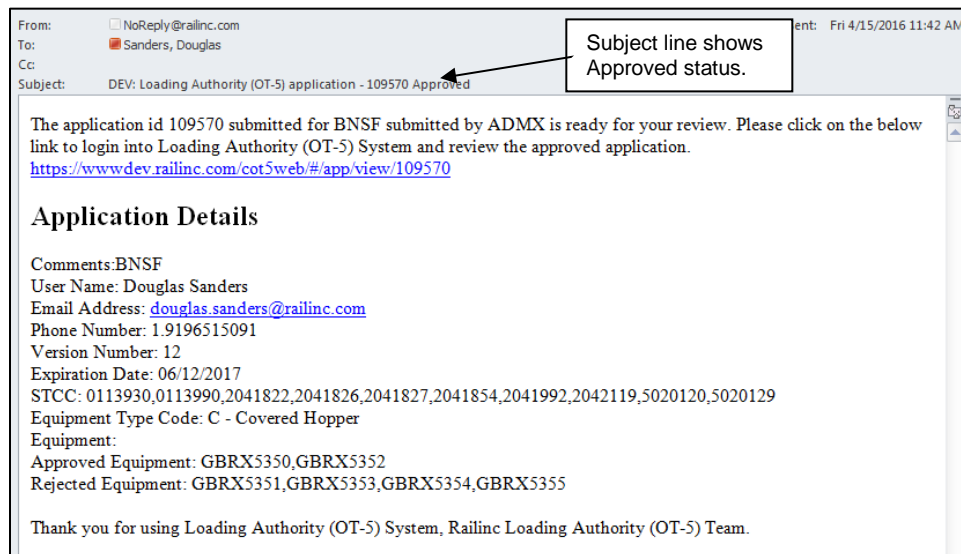 From: NoReply@railinc.com ent: Fri 4/15/2016 11:42 AM
To: Sanders, Douglas
Cc:
Subject: DEV: Loading Authority (OT-5) application - 109570 Approved
Subject line shows
Approved status.
The application id 109570 submitted for BNSF submitted by ADMX is ready for your review. Please click on the below
link to login into Loading Authority (OT-5) System and review the approved application.
https://wwwdev.railinc.com/cot5web/#/app/view/109570
Application Details
Comments:BNSF
User Name: Douglas Sanders
Email Address: douglas.sanders@railinc.com
Phone Number: 1.9196515091
Version Number: 12
Expiration Date: 06/12/2017
STCC: 0113930,0113990,2041822,2041826,2041827,2041854,2041992,2042119,5020120,5020129
Equipment Type Code: C - Covered Hopper
Equipment:
Approved Equipment: GBRX5350,GBRX5352
Rejected Equipment: GBRX5351,GBRX5353,GBRX5354,GBRX5355
Thank you for using Loading Authority (OT-5) System, Railinc Loading Authority (OT-5) Team.